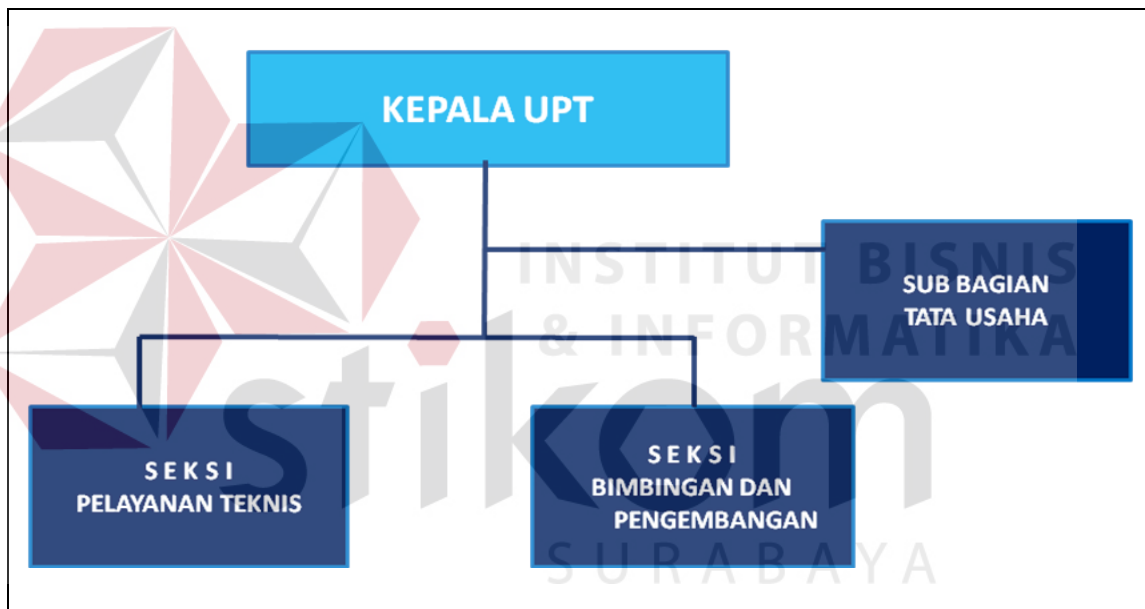 KEPALA UPT
INSTITUT BISNIS
& INFORMATIKA
stikom
SURABAYA
SUB BAGIAN
TATA USAHA
S E K S I
PELAYANAN TEKNIS
S E K S I
BIMBINGAN DAN
PENGEMBANGAN